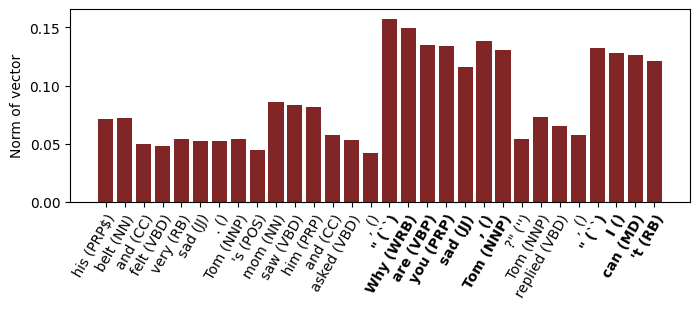 Norm of vector
0.15
0.10
0.05
0.00
his (PRP$)
belt (NN)
and (CC)
felt (VBD)
very (RB)
sad (JJ)
. ()
Tom (NNP)
's (POS)
mom (NN)
saw (VBD)
him (PRP)
and (CC)
asked (VBD)
, ()
" (``)
Why (WRB)
are (VBP)
you (PRP)
sad (JJ)
, ()
Tom (NNP)
?" ('')
Tom (NNP)
replied (VBD)
, ()
" (``)
I ()
can (MD)
't (RB)